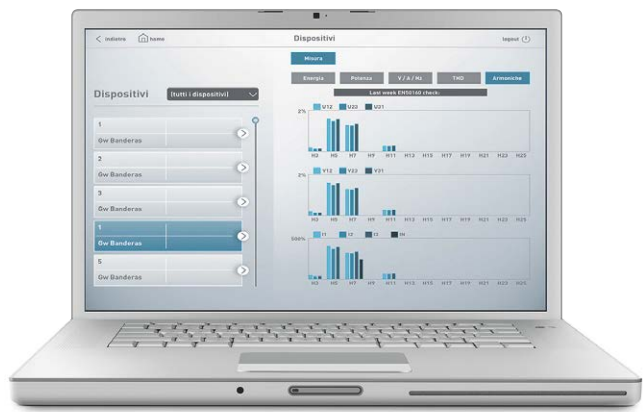 indietro
home
Dispositivi
logout
Misura
Energia
Potenza
V / A / Hz
THD
Armoniche
Last week EN50160 check:
Dispositivi
(tutti i dispositivi)
1
Gw Banderas
2
Gw Banderas
3
Gw Banderas
1
Gw Banderas
5
Gw Banderas
U12 U23 U31
2%
H3 H5 H7 H9 H11 H13 H15 H17 H19 H21 H23 H25
V12 V23 V31
2%
H3 H5 H7 H9 H11 H13 H15 H17 H19 H21 H23 H25
I1 I2 I3
500%
H3 H5 H7 H9 H11 H13 H15 H17 H19 H21 H23 H25